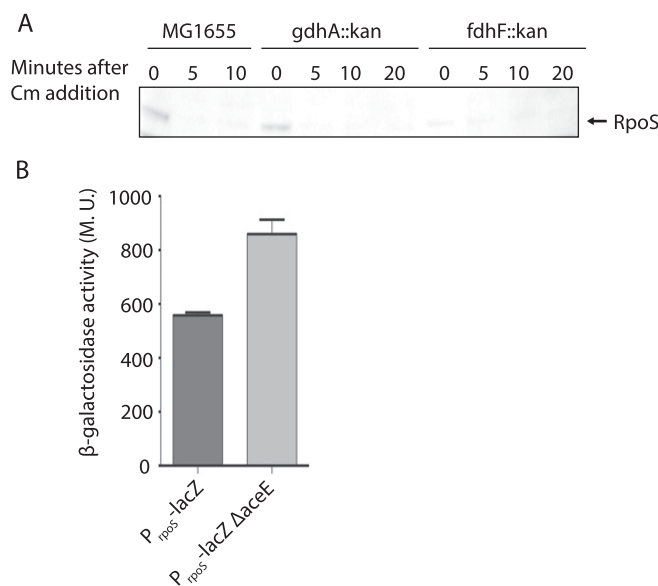 A
MG1655 gdhA::kan fdhF::kan
Minutes after
Cm addition
0 5 10 0 5 10 20 0 5 10 20
← RpoS
B
β-galactosidase activity (M. U.)
1000
800
600
400
200
0
P rpoS -lacZ
P rpoS -lacZ ΔaceE